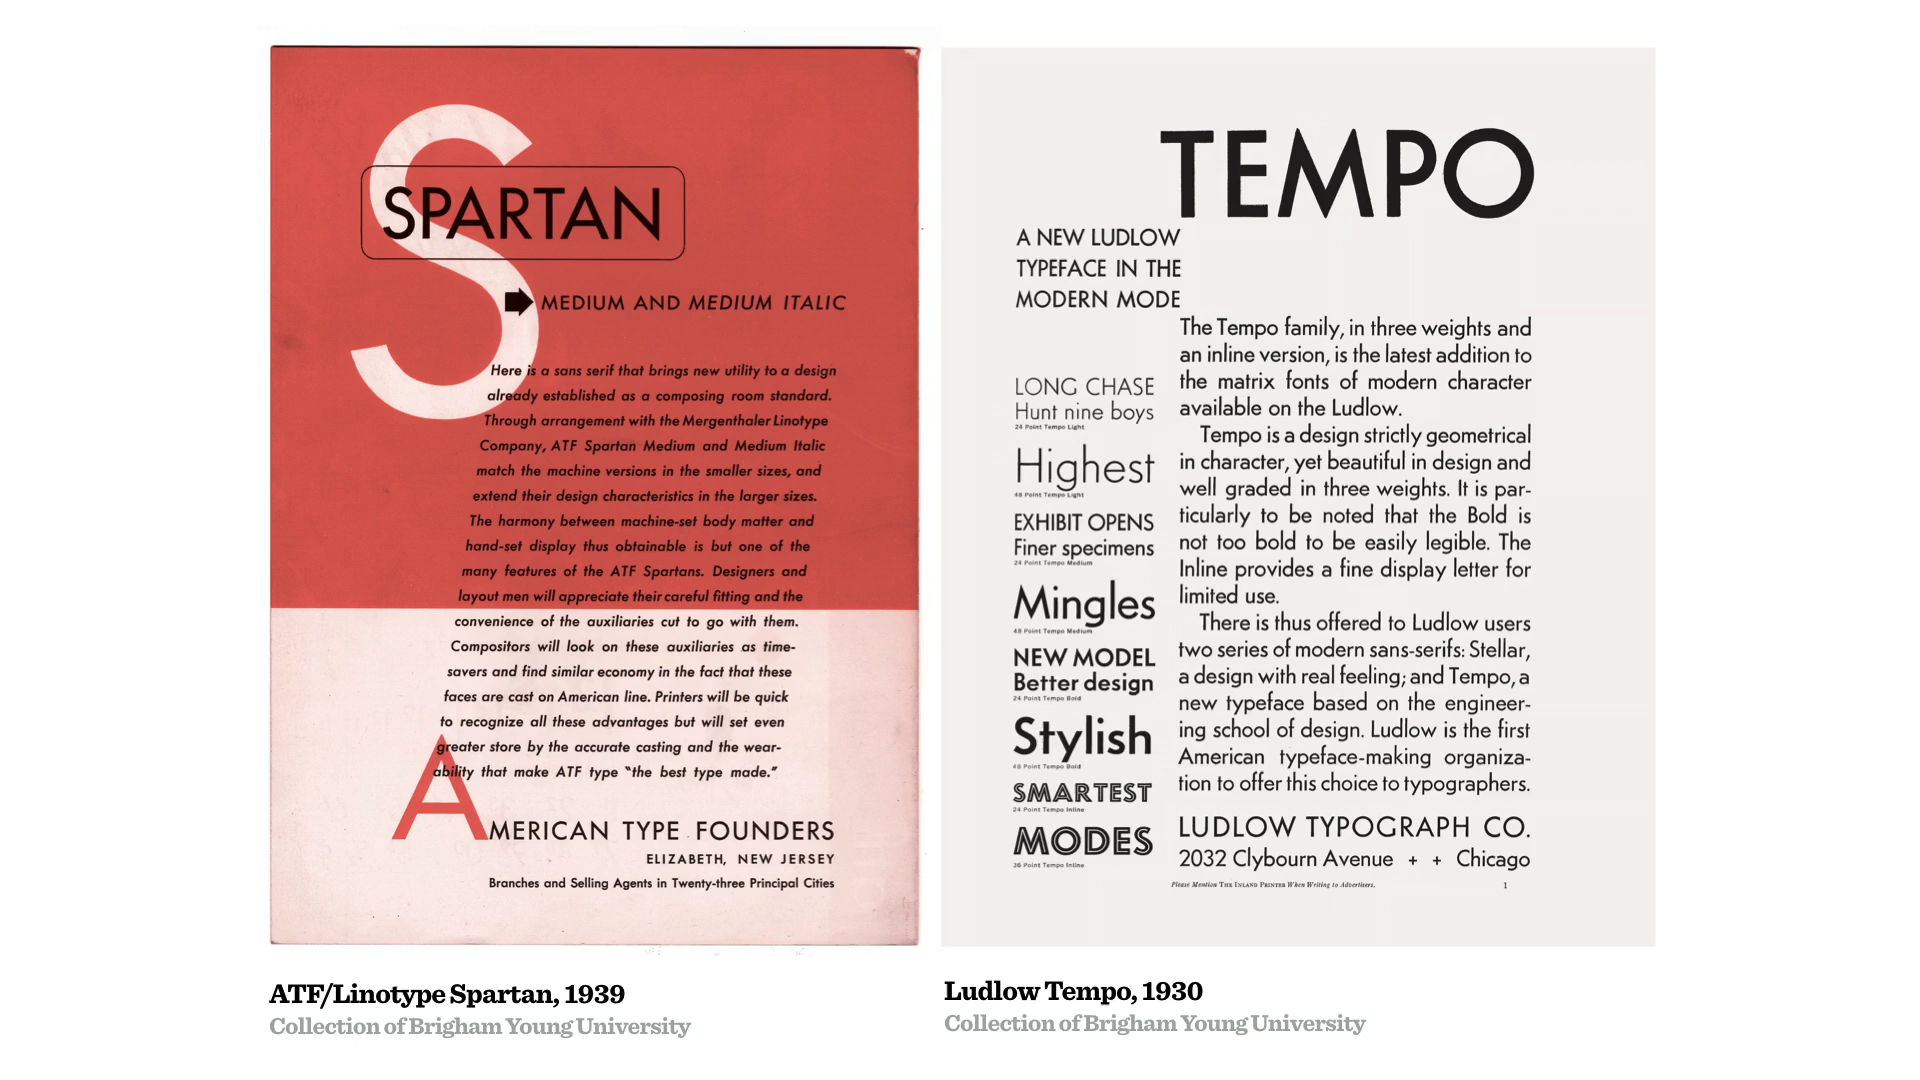 S
SPARTAN
MEDIUM AND MEDIUM ITALIC
Here is a sans serif that brings new utility to a design
already established as a composing room standard.
Through arrangement with the Mergenthaler Linotype
Company, ATF Spartan Medium and Medium Italic
match the machine versions in the smaller sizes, and
extend their design characteristics in the larger sizes.
The harmony between machine-set body matter and
hand-set display thus obtainable is but one of the
many features of the ATF Spartans. Designers and
layout men will appreciate their careful fitting and the
convenience of the auxiliaries cut to go with them.
Compositors will look on these auxiliaries as time-
savers and find similar economy in the fact that these
faces are cast on American line. Printers will be quick
to recognize all these advantages but will set even
greater store by the accurate casting and the wear-
ability that make ATF type "the best type made."
AMERICAN TYPE FOUNDERS
ELIZABETH, NEW JERSEY
Branches and Selling Agents in Twenty-three Principal Cities
ATF/Linotype Spartan, 1939
Collection of Brigham Young University
TEMPO
A NEW LUDLOW
TYPEFACE IN THE
MODERN MODE
LONG CHASE
Hunt nine boys
24 Point Tempo Light
Highest
48 Point Tempo Light
EXHIBIT OPENS
Finer specimens
24 Point Tempo Medium
Mingles
48 Point Tempo Medium
NEW MODEL
Better design
24 Point Tempo Bold
Stylish
48 Point Tempo Bold
SMARTEST
24 Point Tempo Inline
MODES
36 Point Tempo Inline
The Tempo family, in three weights and
an inline version, is the latest addition to
the matrix fonts of modern character
available on the Ludlow.
Tempo is a design strictly geometrical
in character, yet beautiful in design and
well graded in three weights. It is par-
ticularly to be noted that the Bold is
not too bold to be easily legible. The
Inline provides a fine display letter for
limited use.
There is thus offered to Ludlow users
two series of modern sans-serifs: Stellar,
a design with real feeling; and Tempo, a
new typeface based on the engineer-
ing school of design. Ludlow is the first
American typeface-making organiza-
tion to offer this choice to typographers.
LUDLOW TYPOGRAPH CO.
2032 Clybourn Avenue + + Chicago
Please Mention THE INLAND PRINTER When Writing to Advertisers.
1
Ludlow Tempo, 1930
Collection of Brigham Young University